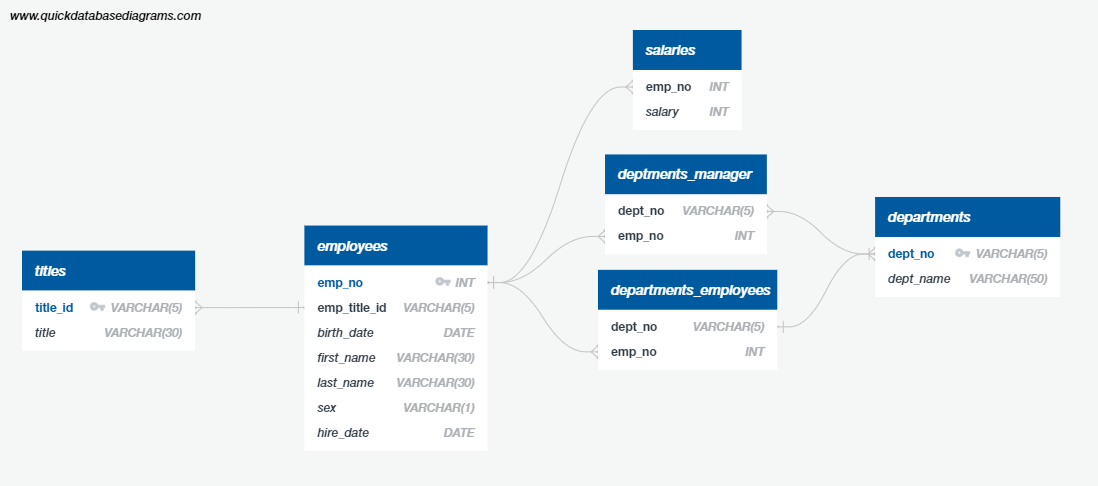 www.quickdatabasediagrams.com
titles
title_id VARCHAR(5)
title VARCHAR(30)
employees
emp_no INT
emp_title_id VARCHAR(5)
birth_date DATE
first_name VARCHAR(30)
last_name VARCHAR(30)
sex VARCHAR(1)
hire_date DATE
salaries
emp_no INT
salary INT
deptments_manager
dept_no VARCHAR(5)
emp_no INT
departments_employees
dept_no VARCHAR(5)
emp_no INT
departments
dept_no VARCHAR(5)
dept_name VARCHAR(50)